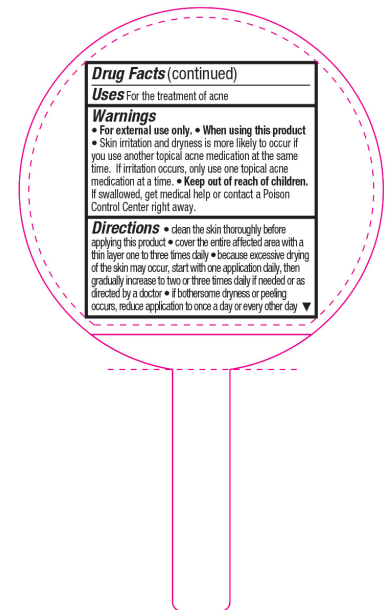 Drug Facts (continued)
Uses For the treatment of acne
Warnings
• For external use only. • When using this product
• Skin irritation and dryness is more likely to occur if
you use another topical acne medication at the same
time. If irritation occurs, only use one topical acne
medication at a time. • Keep out of reach of children.
If swallowed, get medical help or contact a Poison
Control Center right away.
Directions • clean the skin thoroughly before
applying this product • cover the entire affected area with a
thin layer one to three times daily • because excessive drying
of the skin may occur, start with one application daily, then
gradually increase to two or three times daily if needed or as
directed by a doctor • if bothersome dryness or peeling
occurs, reduce application to once a day or every other day ▼